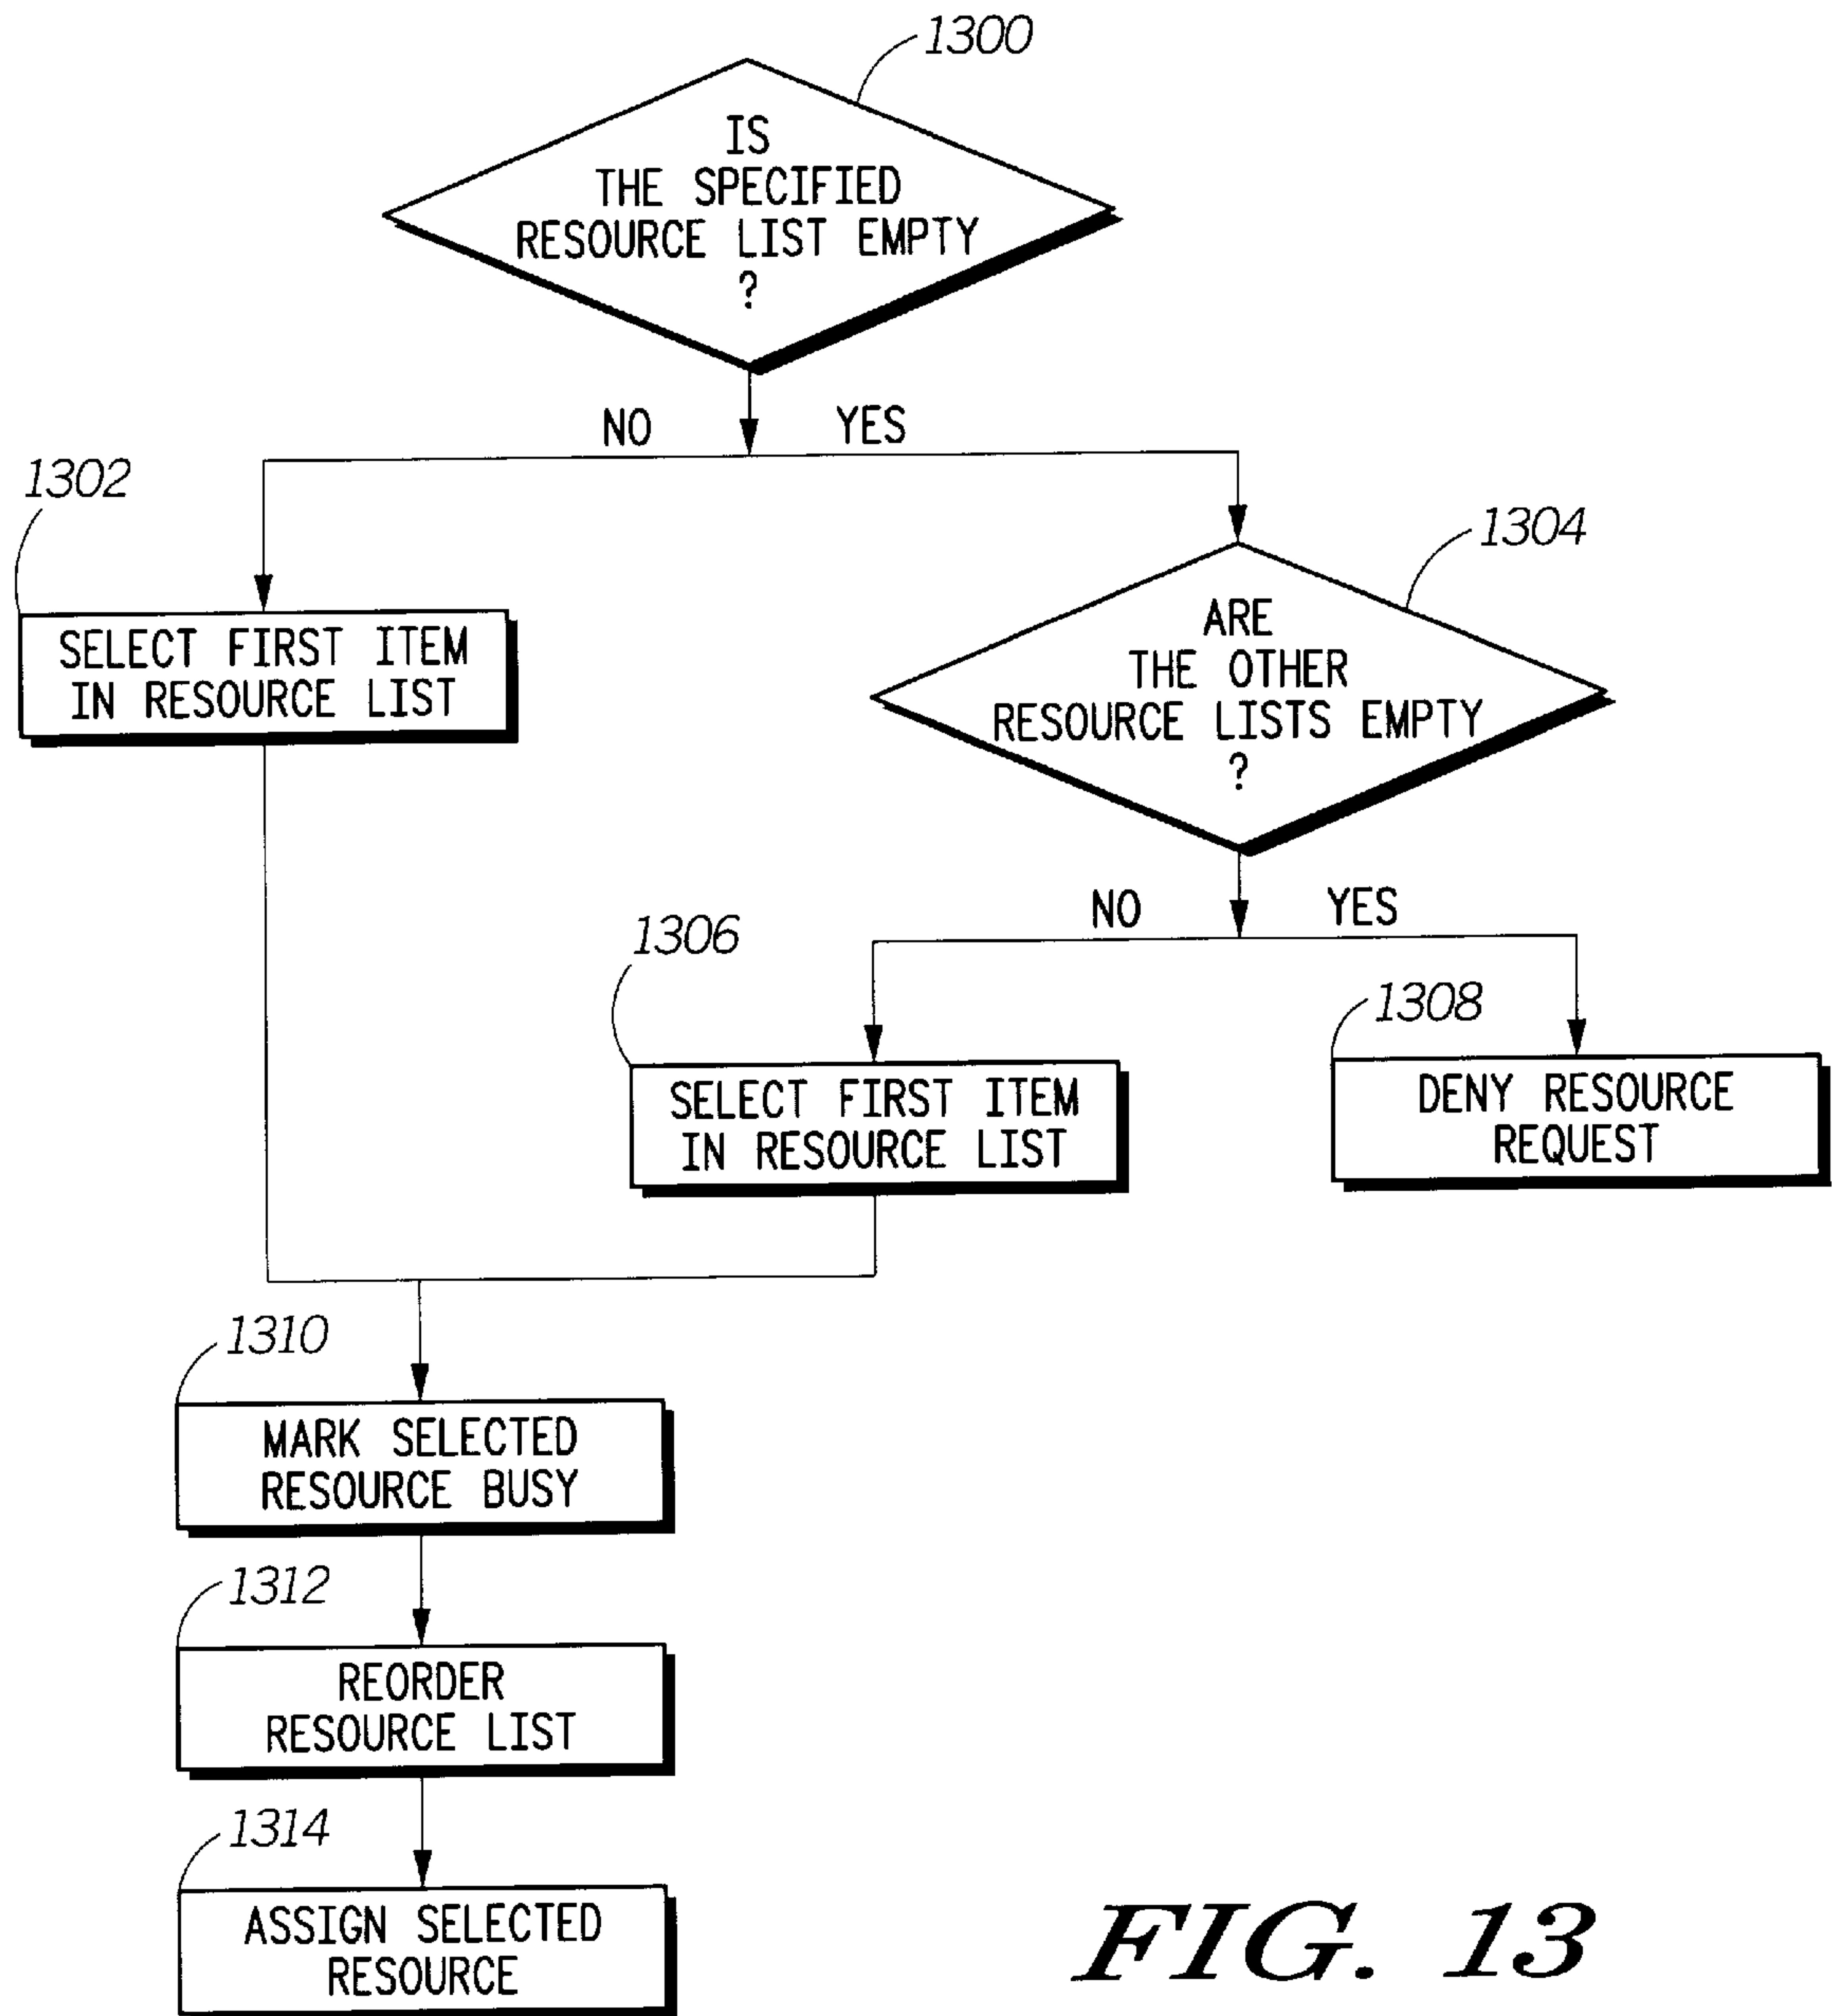 1300
IS
THE SPECIFIED
RESOURCE LIST EMPTY
?
NO
YES
1302
SELECT FIRST ITEM
IN RESOURCE LIST
1304
ARE
THE OTHER
RESOURCE LISTS EMPTY
?
NO
YES
1306
SELECT FIRST ITEM
IN RESOURCE LIST
1308
DENY RESOURCE
REQUEST
1310
MARK SELECTED
RESOURCE BUSY
1312
REORDER
RESOURCE LIST
1314
ASSIGN SELECTED
RESOURCE
FIG. 13